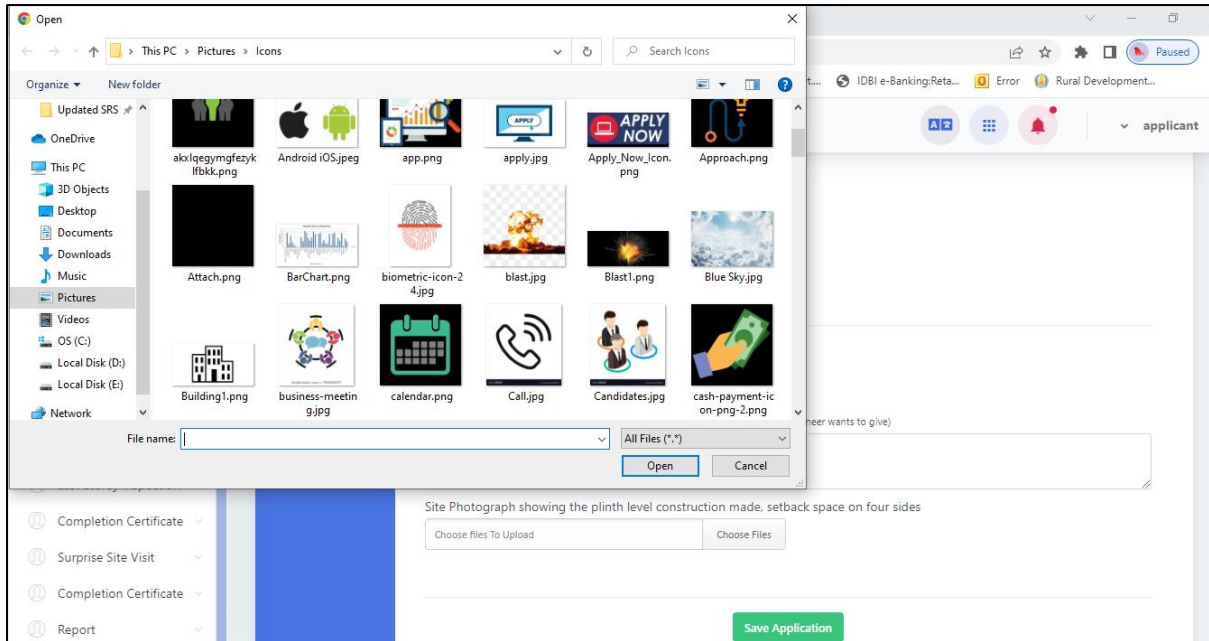 Open
This PC > Pictures > Icons
Search Icons
Paused
Organize
New folder
IDBI e-Banking:Reta...
Error
Rural Development...
applicant
Updated SRS
OneDrive
This PC
3D Objects
Desktop
Documents
Downloads
Music
Pictures
Videos
OS (C:)
Local Disk (D:)
Local Disk (E:)
Network
APPLY
APPLY
NOW
Android iOS.jpeg
app.png
apply.jpg
Apply_Now_Icon.
png
Approach.png
Attach.png
BarChart.png
biometric-icon-2
4.jpg
blast.jpg
Blast1.png
Blue Sky.jpg
Building1.png
business-meetin
g.jpg
calendar.png
Call.jpg
Candidates.jpg
cash-payment-ic
on-png-2.png
File name:
All Files (*.*)
Open
Cancel
neer wants to give)
Site Photograph showing the plinth level construction made, setback space on four sides
Choose files To Upload
Choose Files
Completion Certificate
Surprise Site Visit
Completion Certificate
Report
Save Application